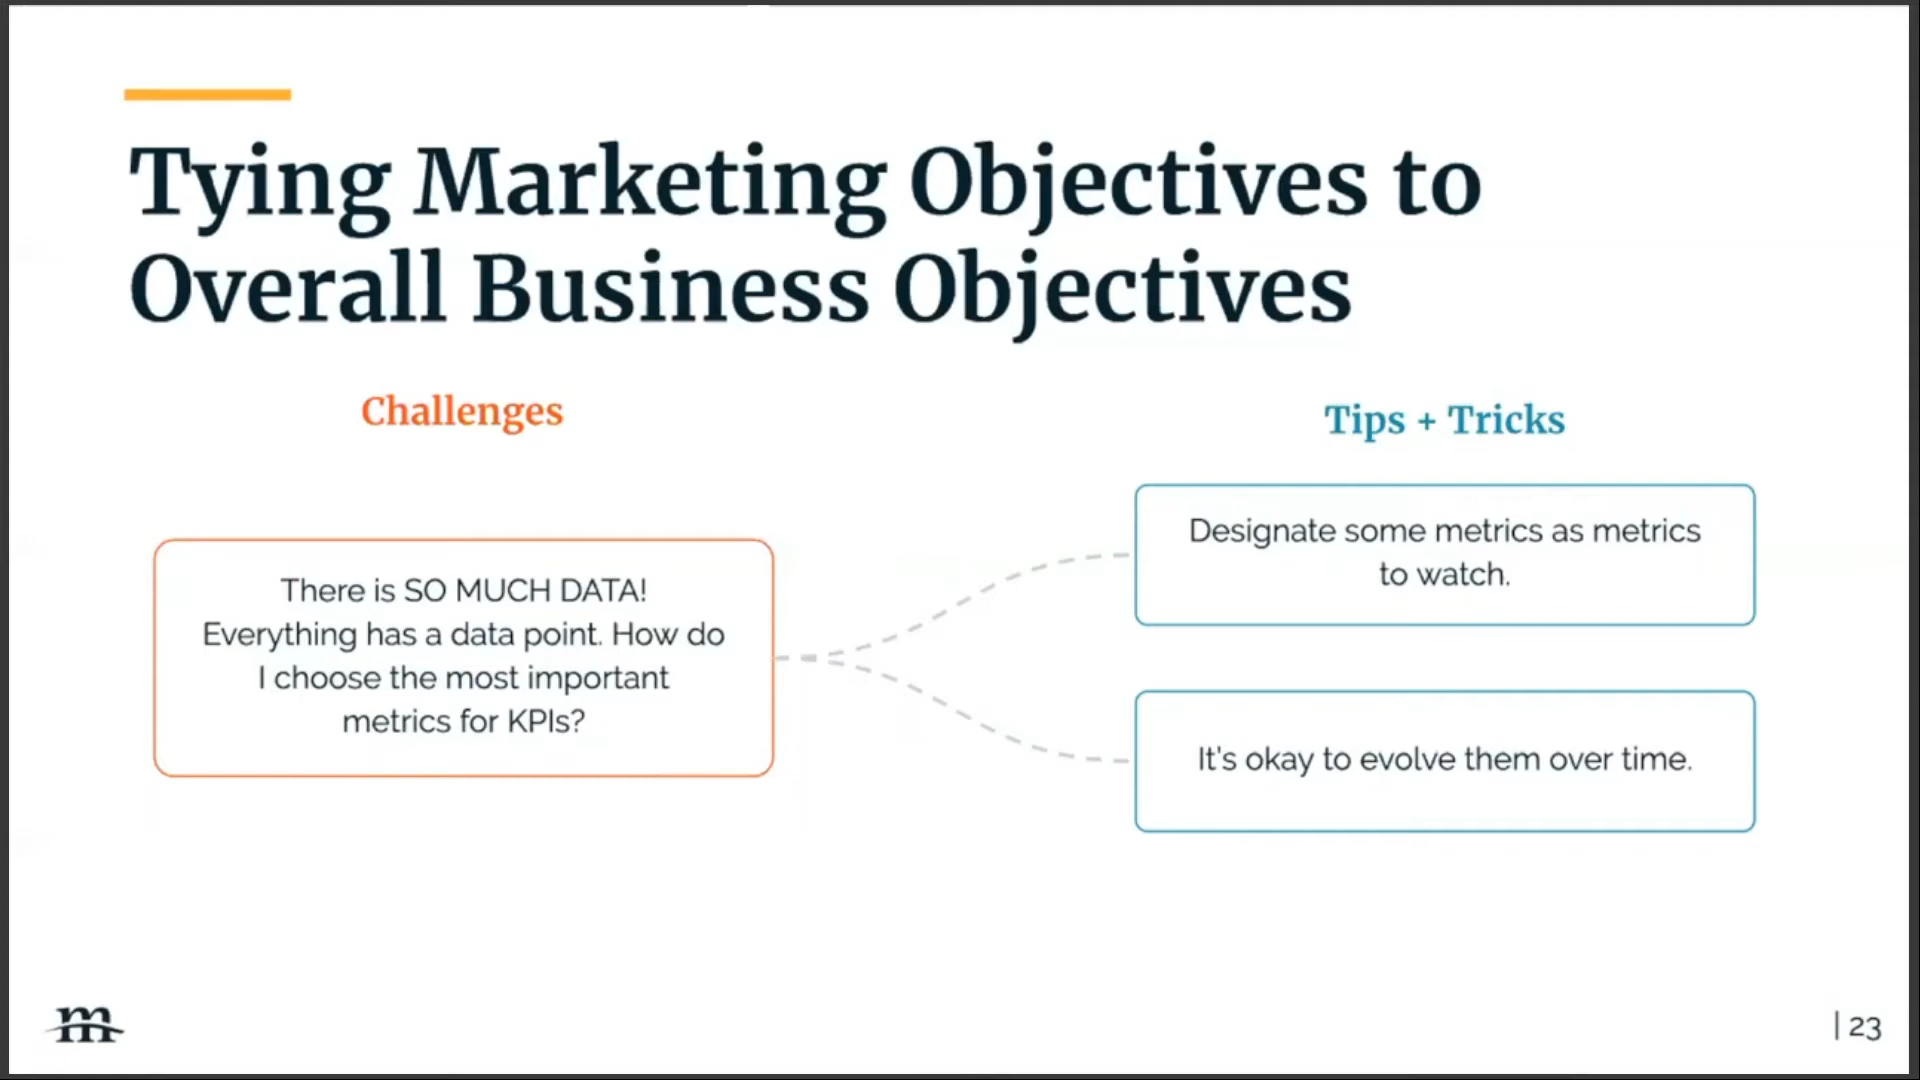 Tying Marketing Objectives to
Overall Business Objectives
Challenges
There is SO MUCH DATA!
Everything has a data point. How do
I choose the most important
metrics for KPIs?
Tips + Tricks
Designate some metrics as metrics
to watch.
It's okay to evolve them over time.
m
| 23